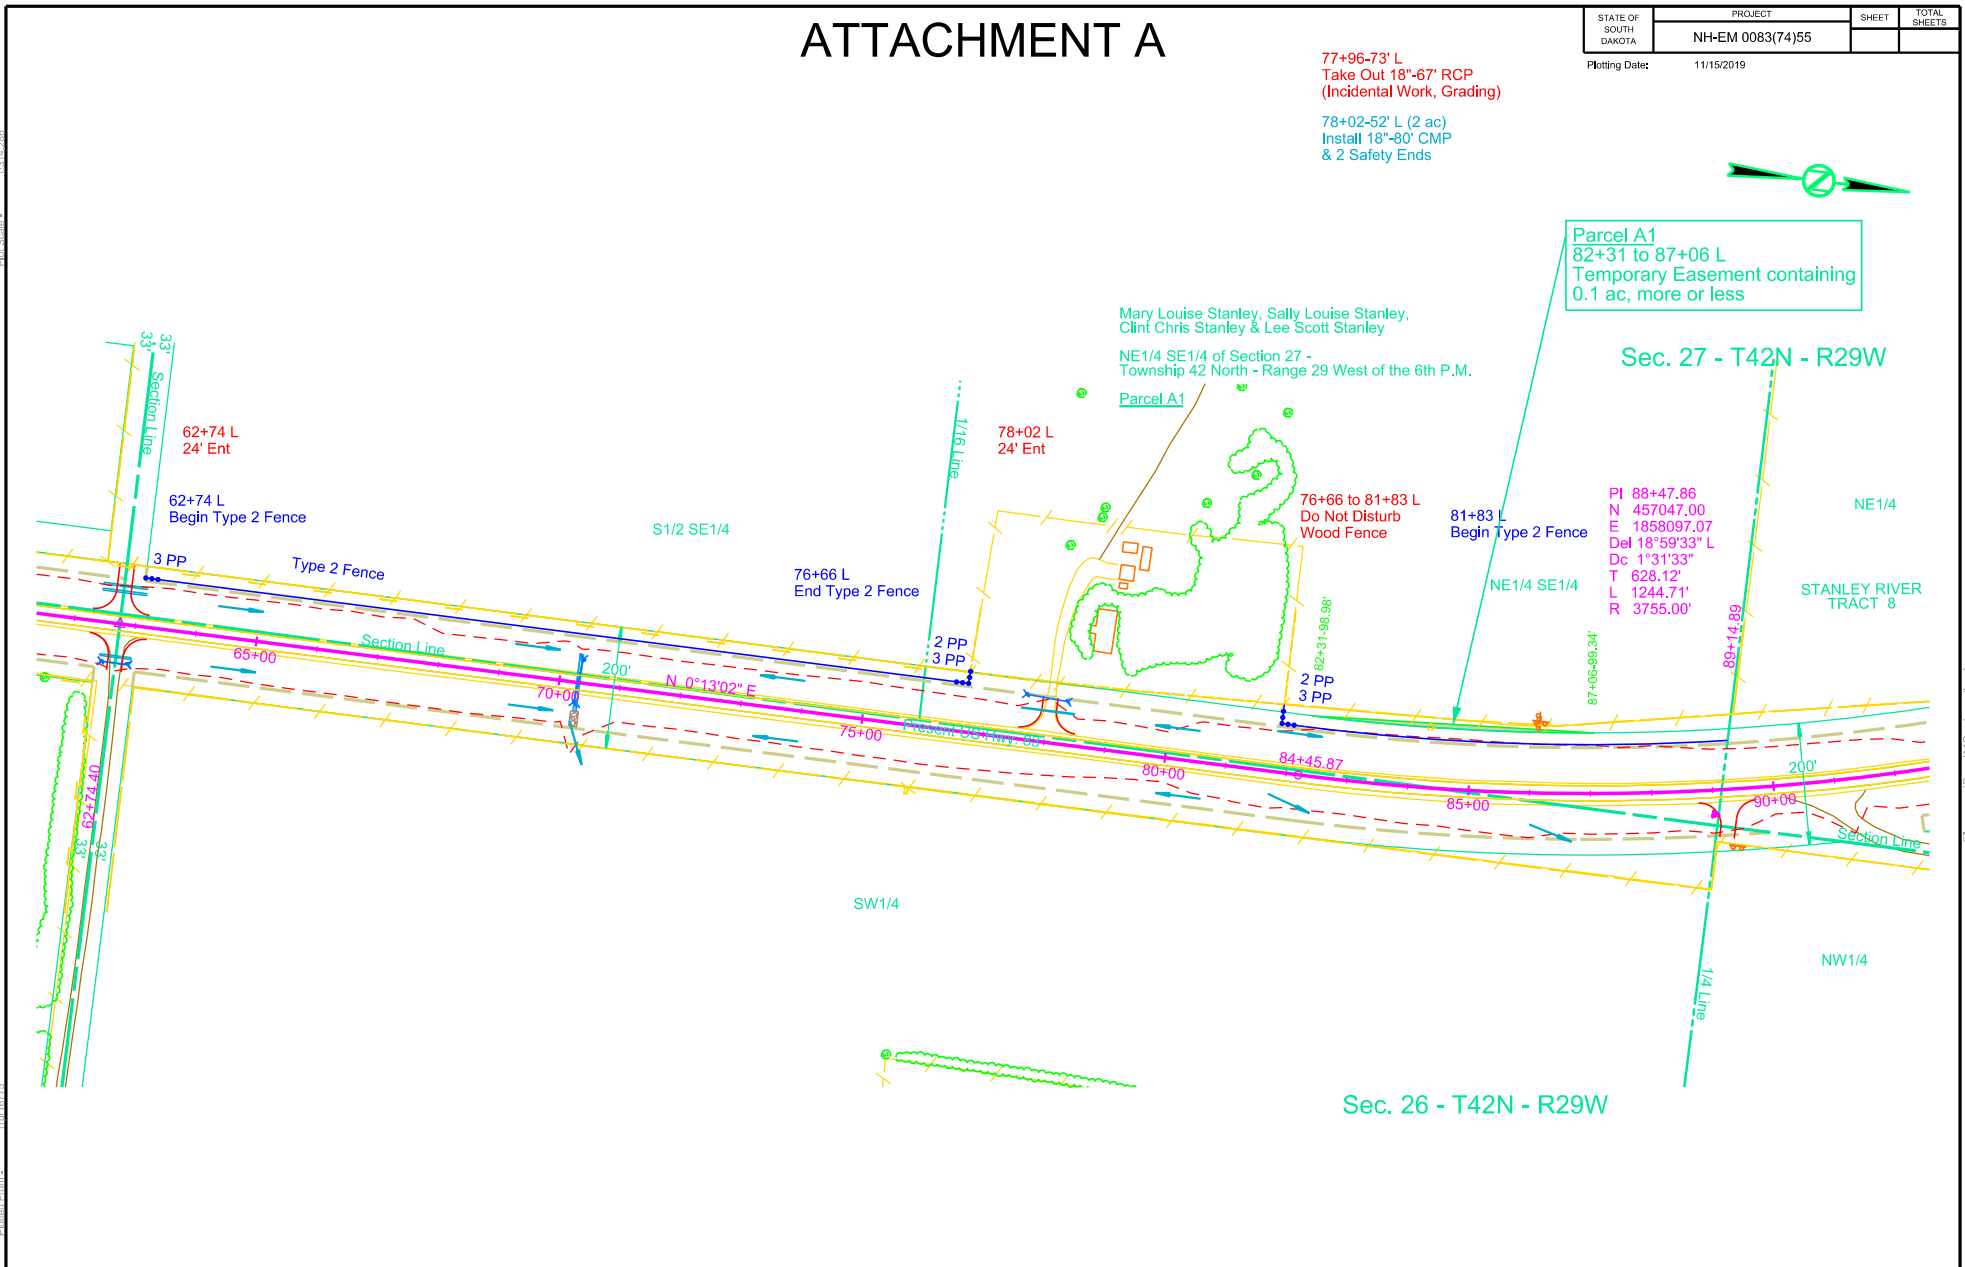 ATTACHMENT A
STATE OF
SOUTH
DAKOTA
PROJECT
NH-EM 0083(74)55
SHEET
TOTAL
SHEETS
Plotting Date:
11/15/2019
77+96-73' L
Take Out 18"-67' RCP
(Incidental Work, Grading)
78+02-52' L (2 ac)
Install 18"-80' CMP
& 2 Safety Ends
Parcel A1
82+31 to 87+06 L
Temporary Easement containing
0.1 ac, more or less
Mary Louise Stanley, Sally Louise Stanley,
Clint Chris Stanley & Lee Scott Stanley
NE1/4 SE1/4 of Section 27 -
Township 42 North - Range 29 West of the 6th P.M.
Parcel A1
Sec. 27 - T42N - R29W
33'
33'
Section Line
62+74 L
24' Ent
62+74 L
Begin Type 2 Fence
3 PP
Type 2 Fence
S1/2 SE1/4
1/16 Line
78+02 L
24' Ent
76+66 L
End Type 2 Fence
76+66 to 81+83 L
Do Not Disturb
Wood Fence
81+83 L
Begin Type 2 Fence
NE1/4 SE1/4
PI 88+47.86
N 457047.00
E 1858097.07
Del 18°59'33" L
Dc 1°31'33"
T 628.12'
L 1244.71'
R 3755.00'
NE1/4
STANLEY RIVER
TRACT 8
89+14.89
82+31-98.98'
87+06-99.34'
2 PP
3 PP
2 PP
3 PP
Section Line
65+00
200'
70+00
N 0°13'02" E
75+00
Present US Hwy. 83
80+00
84+45.87
85+00
90+00
200'
Section Line
62+74.40
33'
33'
SW1/4
NW1/4
1/4 Line
Sec. 26 - T42N - R29W